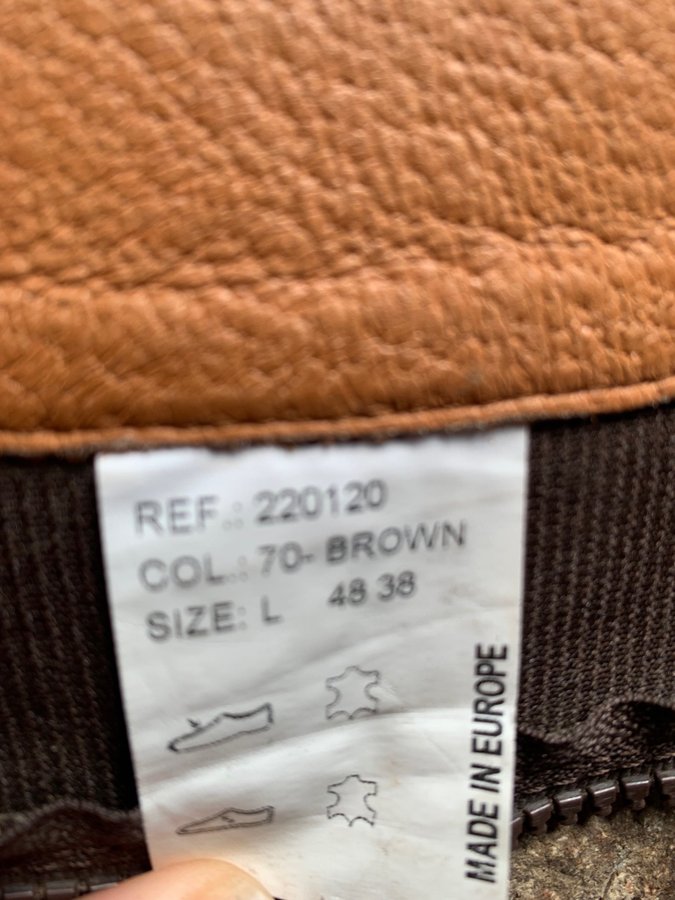 REF.: 220120
COL.: 70- BROWN
SIZE: L 48 38
MADE IN EUROPE